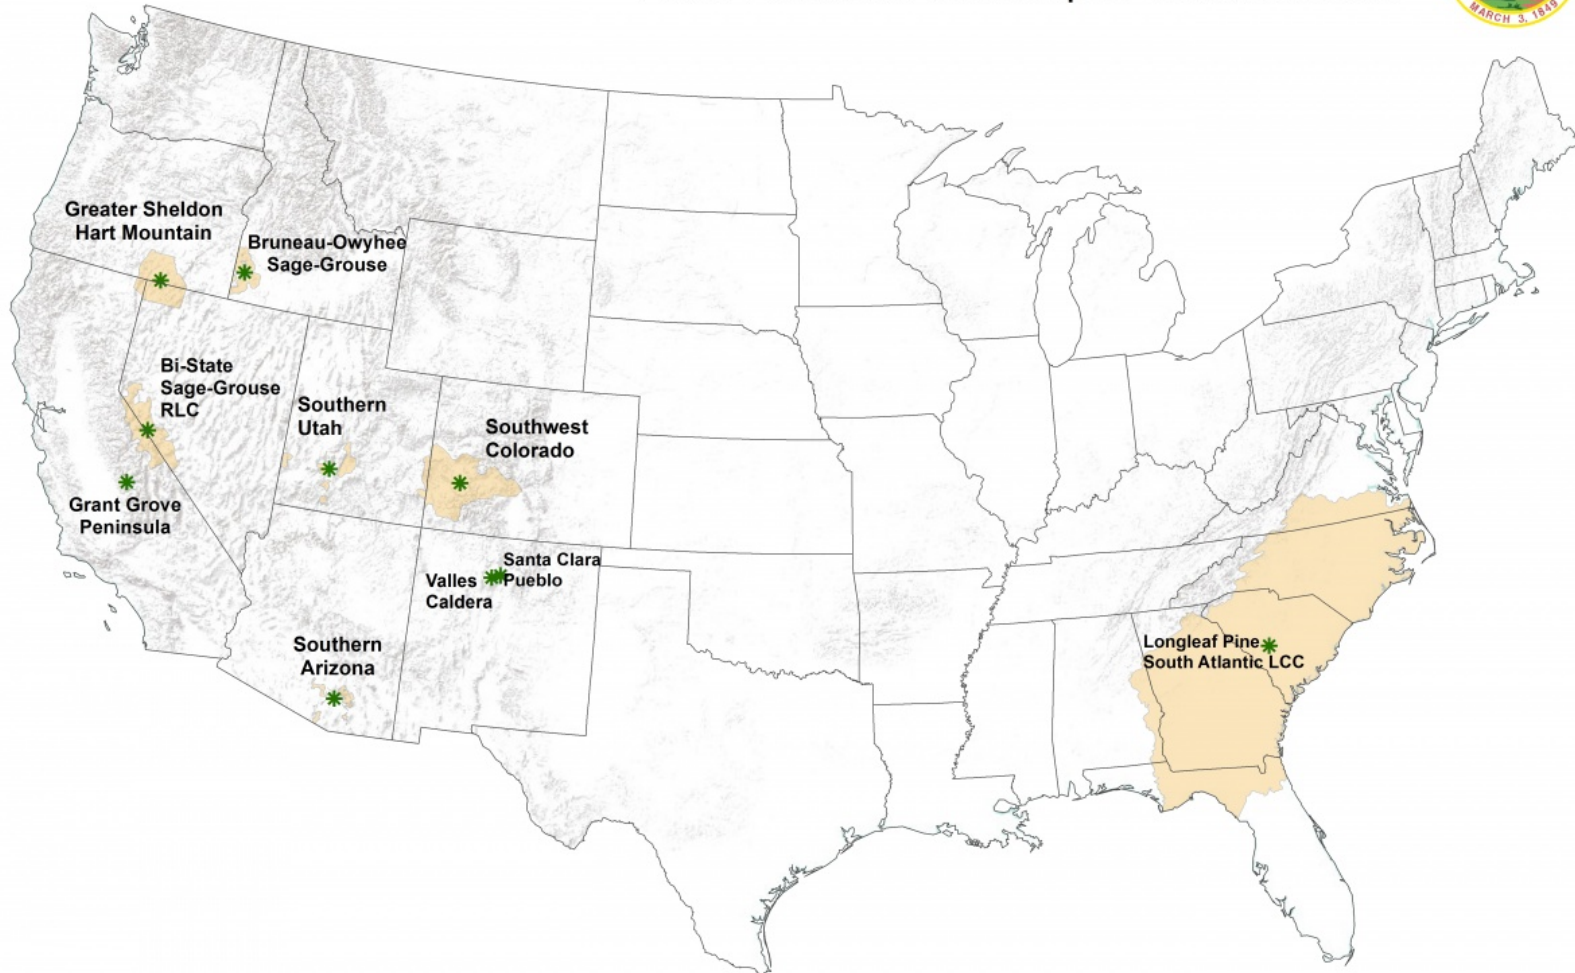 MARCH 3, 1849
Greater Sheldon
Hart Mountain
Bruneau-Owyhee
Sage-Grouse
Bi-State
Sage-Grouse
RLC
Southern
Utah
Southwest
Colorado
Grant Grove
Peninsula
Santa Clara
Pueblo
Valles
Caldera
Southern
Arizona
Longleaf Pine
South Atlantic LCC